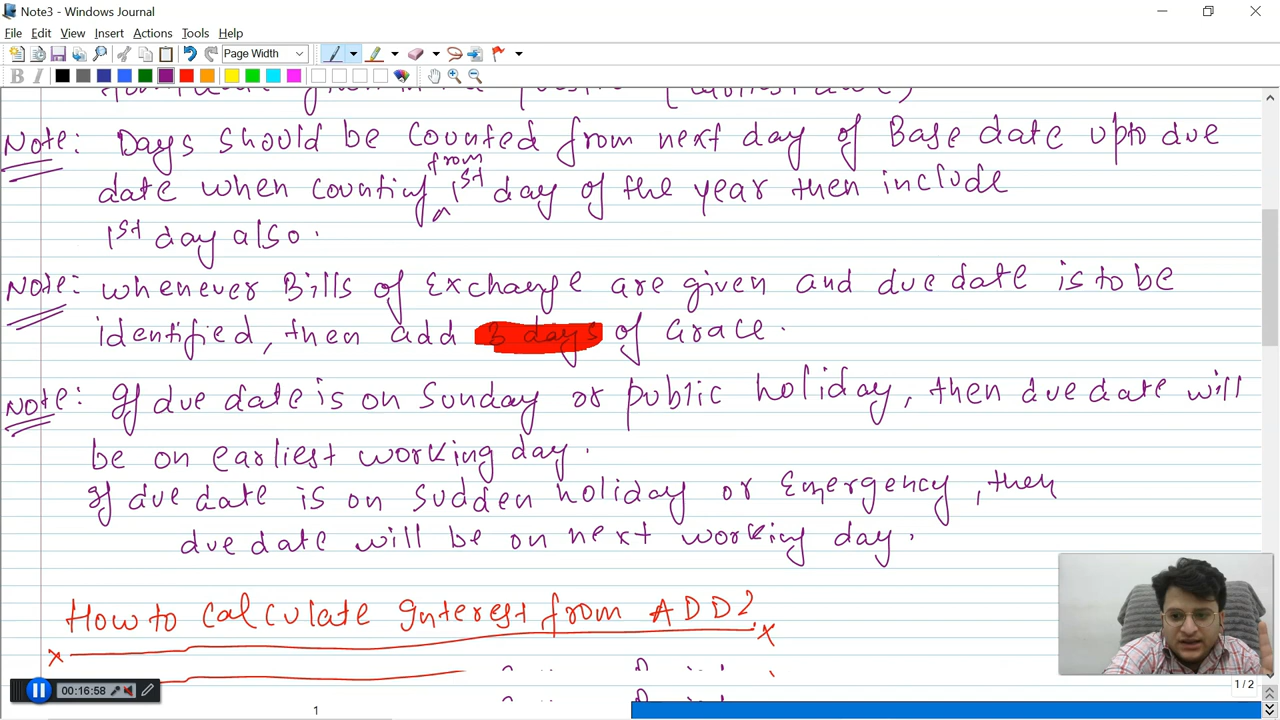 Note3 - Windows Journal
File Edit View Insert Actions Tools Help
Page Width
B I
Note: Days should be counted from next day of Base date upto due
from
date when counting 1st day of the year then include
1st day also.
Note: whenever Bills of Exchange are given and due date is to be
identified, then add 3 days of Grace.
Note: If due date is on Sunday or public holiday, then due date will
be on earliest working day.
If due date is on sudden holiday or Emergency, then
due date will be on next working day.
How to calculate Interest from ADD?
00:16:58
1 / 2
1